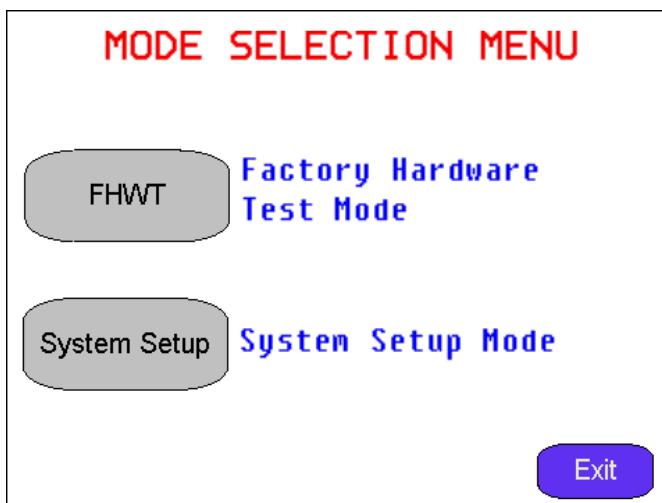 MODE SELECTION MENU
FHWT
Factory Hardware
Test Mode
System Setup
System Setup Mode
Exit